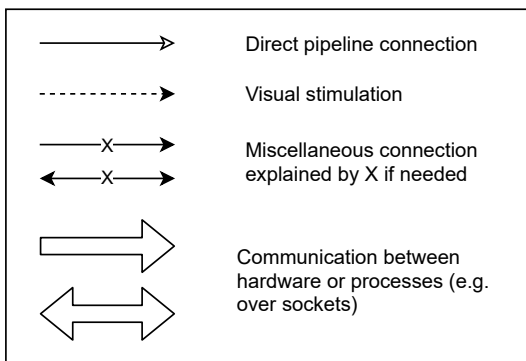 Direct pipeline connection
Visual stimulation
X
Miscellaneous connection
X
explained by X if needed
Communication between
hardware or processes (e.g.
over sockets)